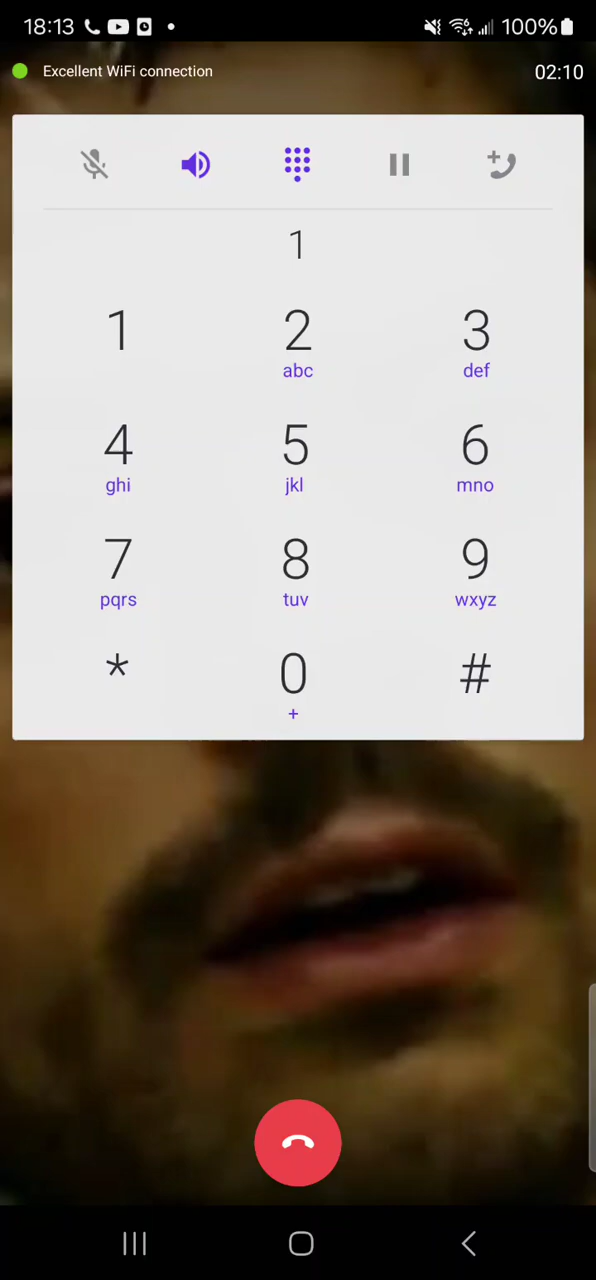 18:13 100%
Excellent WiFi connection 02:10
1
1 2 3
abc def
4 5 6
ghi jkl mno
7 8 9
pqrs tuv wxyz
* 0 #
+